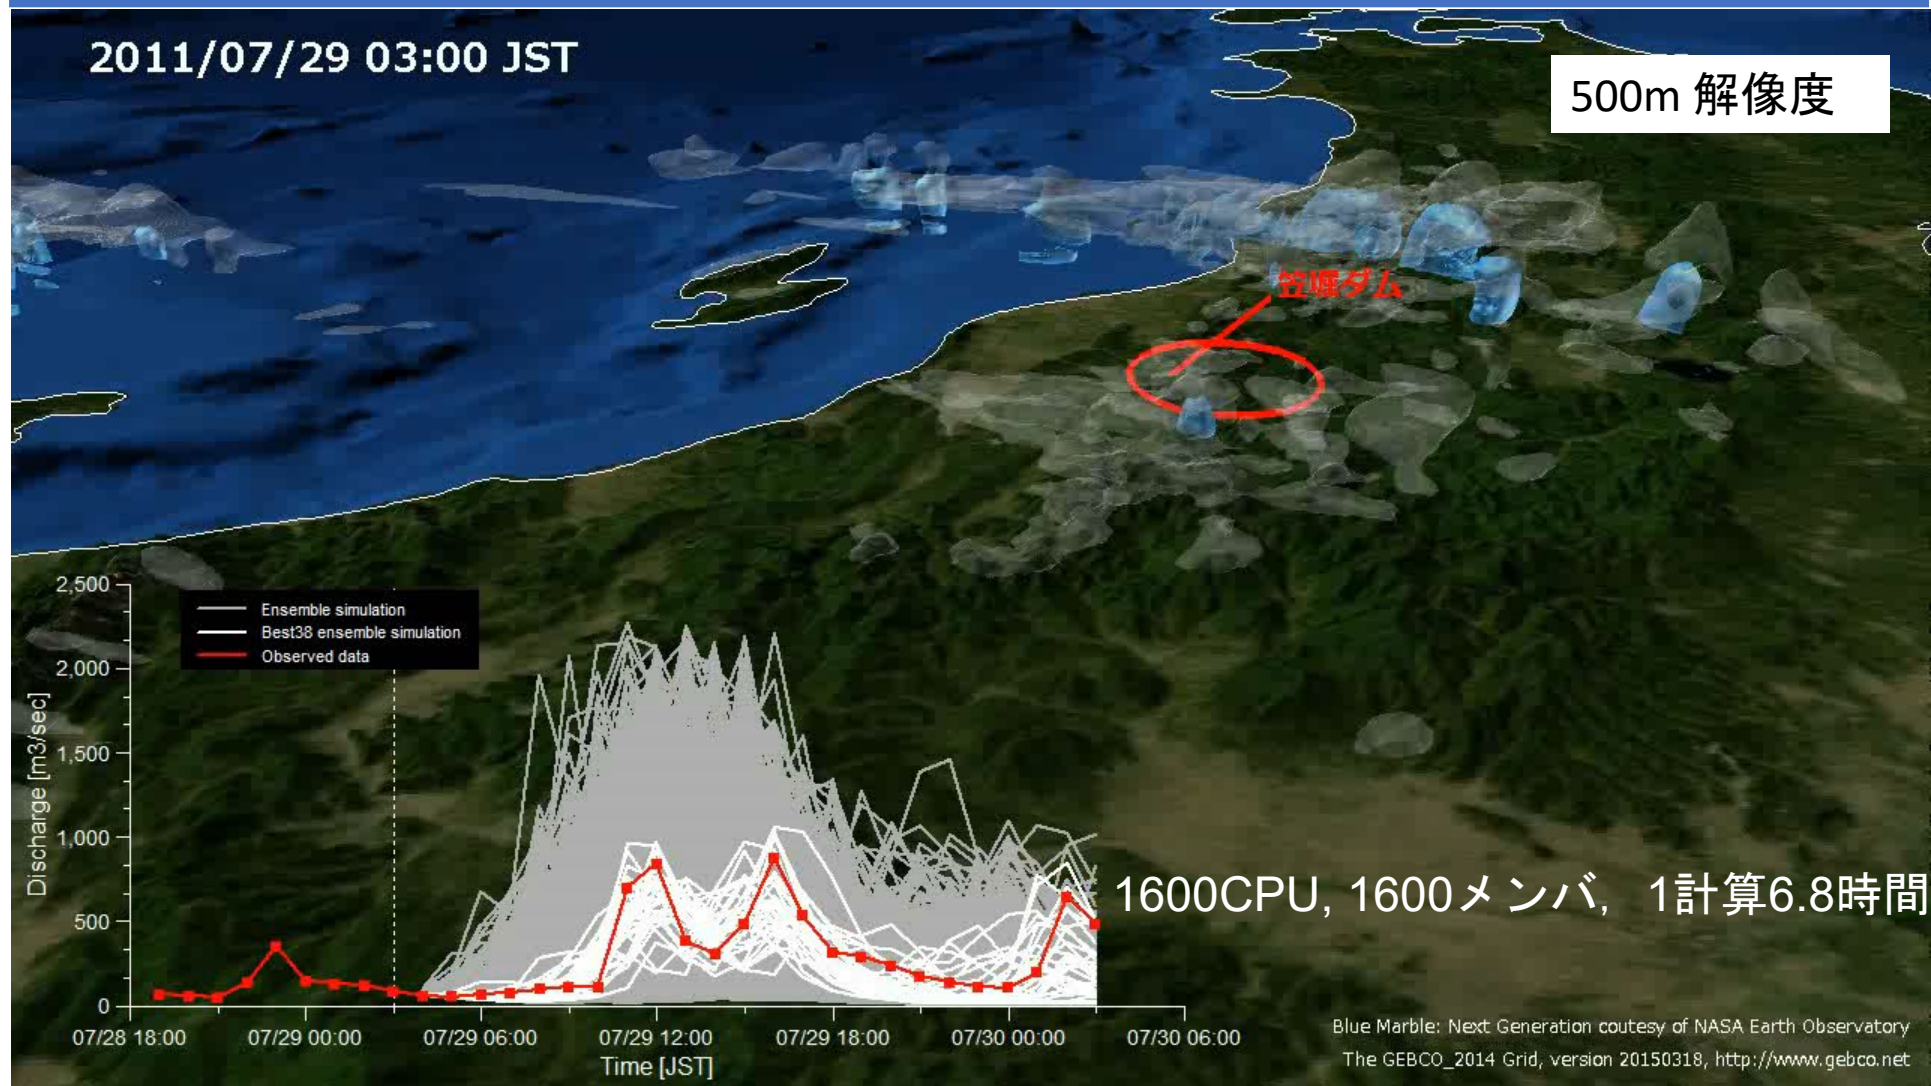 2011/07/29 03:00 JST
500m 解像度
笠堀ダム
2,500
2,000
1,500
1,000
500
0
Discharge [m3/sec]
Ensemble simulation
Best38 ensemble simulation
Observed data
1600CPU, 1600メンバ, 1計算6.8時間
07/28 18:00
07/29 00:00
07/29 06:00
07/29 12:00
07/29 18:00
07/30 00:00
07/30 06:00
Time [JST]
Blue Marble: Next Generation coutesy of NASA Earth Observatory
The GEBCO_2014 Grid, version 20150318, http://www.gebco.net